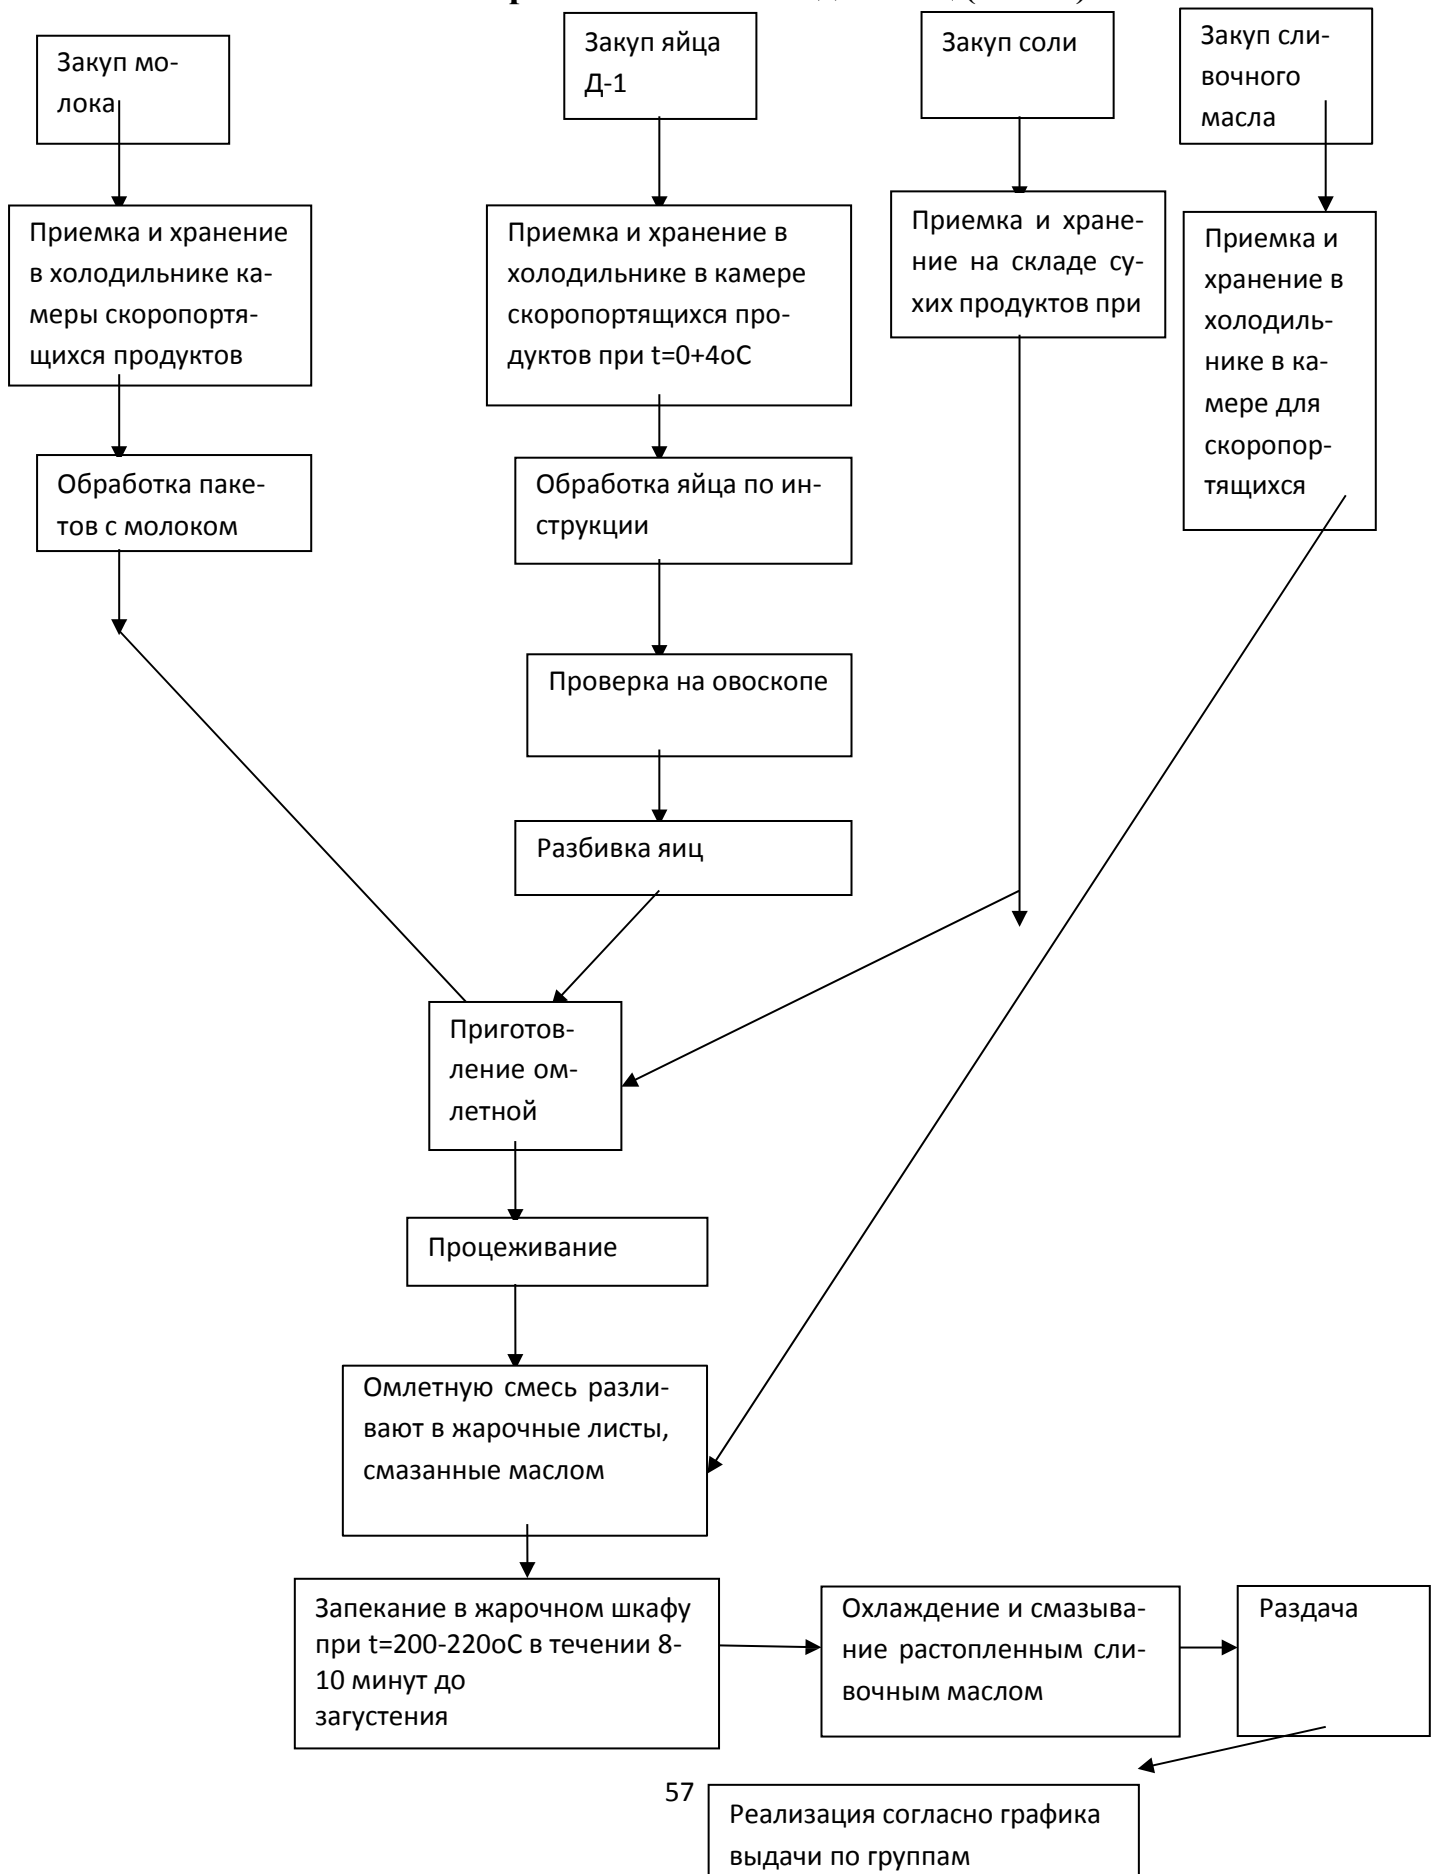 Закуп мо-
лока
Закуп яйца
Д-1
Закуп соли
Закуп сли-
вочного
масла
Приемка и хранение
в холодильнике ка-
меры скоропортя-
щихся продуктов
Приемка и хранение в
холодильнике в камере
скоропортящихся про-
дуктов при t=0+4оС
Приемка и хране-
ние на складе су-
хих продуктов при
Приемка и
хранение в
холодиль-
нике в ка-
мере для
скоропор-
тящихся
Обработка паке-
тов с молоком
Обработка яйца по ин-
струкции
Проверка на овоскопе
Разбивка яиц
Приготов-
ление ом-
летной
Процеживание
Омлетную смесь разли-
вают в жарочные листы,
смазанные маслом
Запекание в жарочном шкафу
при t=200-220оС в течении 8-
10 минут до
загустения
Охлаждение и смазыва-
ние растопленным сли-
вочным маслом
Раздача
57
Реализация согласно графика
выдачи по группам